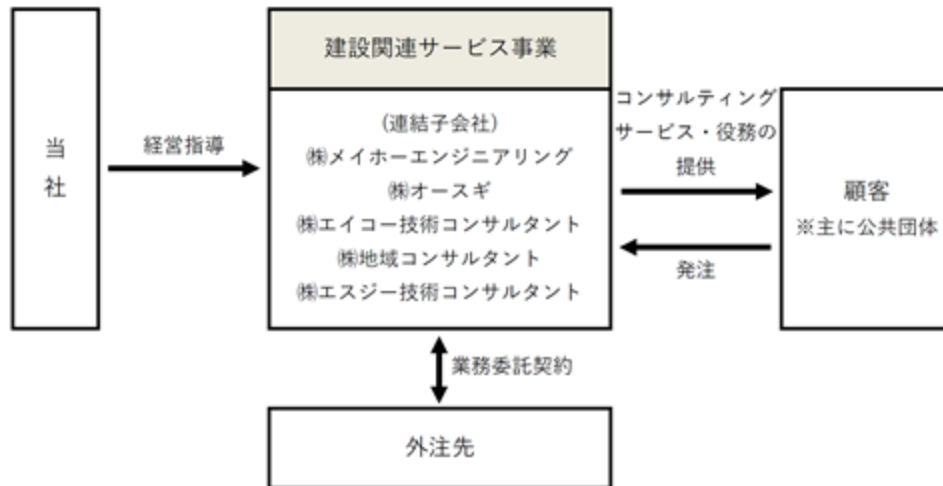 当
社
経営指導
建設関連サービス事業
(連結子会社)
㈱メイホーエンジニアリング
㈱オースギ
㈱エイコー技術コンサルタント
㈱地域コンサルタント
㈱エスジー技術コンサルタント
コンサルティング
サービス・役務の
提供
発注
顧客
※主に公共団体
業務委託契約
外注先